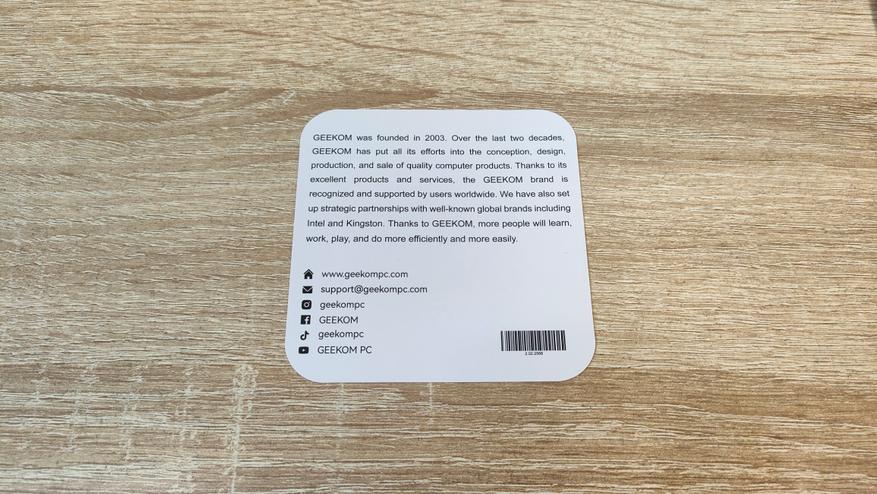 GEEKOM was founded in 2003. Over the last two decades,
GEEKOM has put all its efforts into the conception, design,
production, and sale of quality computer products. Thanks to its
excellent products and services, the GEEKOM brand is
recognized and supported by users worldwide. We have also set
up strategic partnerships with well-known global brands including
Intel and Kingston. Thanks to GEEKOM, more people will learn,
work, play, and do more efficiently and more easily.
www.geekompc.com
support@geekompc.com
geekompc
GEEKOM
geekompc
GEEKOM PC